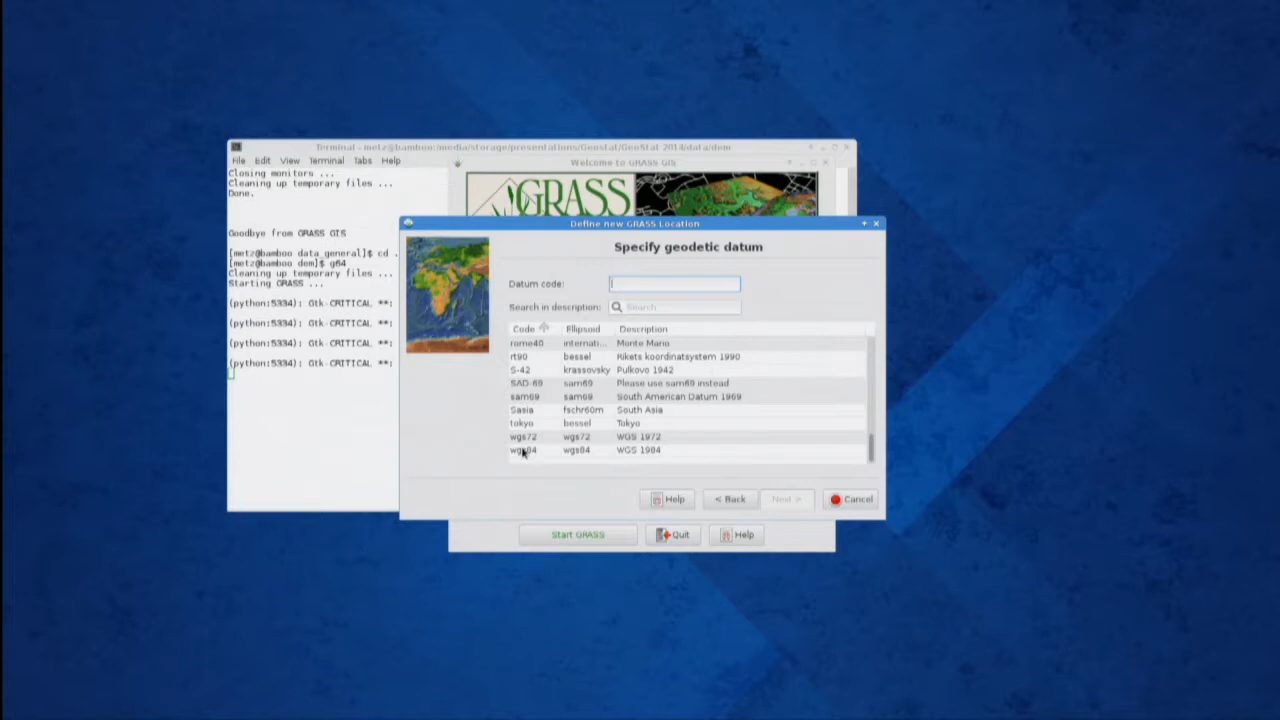 Terminal - metz@bamboo:/media/storage/presentations/Geostat/GeoStat 2014/data/dem
File Edit View Terminal Tabs Help
Welcome to GRASS GIS
Closing monitors ...
Cleaning up temporary files ...
Done.
GRASS
Goodbye from GRASS GIS
[metz@bamboo data_general]$ cd .
[metz@bamboo dem]$ g64
Cleaning up temporary files ...
Starting GRASS ...
(python:5334): Gtk-CRITICAL **:
(python:5334): Gtk-CRITICAL **:
(python:5334): Gtk-CRITICAL **:
(python:5334): Gtk-CRITICAL **:
Define new GRASS Location
Specify geodetic datum
Datum code:
Search in description: Search
Code Ellipsoid Description
rome40 internati... Monte Mario
rt90 bessel Rikets koordinatsystem 1990
S-42 krassovsky Pulkovo 1942
SAD-69 sam69 Please use sam69 instead
sam69 sam69 South American Datum 1969
Sasia fschr60m South Asia
tokyo bessel Tokyo
wgs72 wgs72 WGS 1972
wgs84 wgs84 WGS 1984
Help < Back Next > Cancel
Start GRASS Quit Help